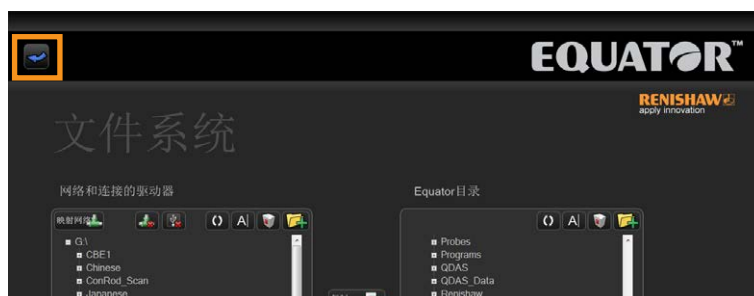 EQUATOR™
RENISHAW
apply innovation
文件系统
网络和连接的驱动器
Equator目录
映射网络
A
A
G:\
CBE1
Chinese
ConRod_Scan
Japanese
Probes
Programs
QDAS
QDAS_Data
Renishaw